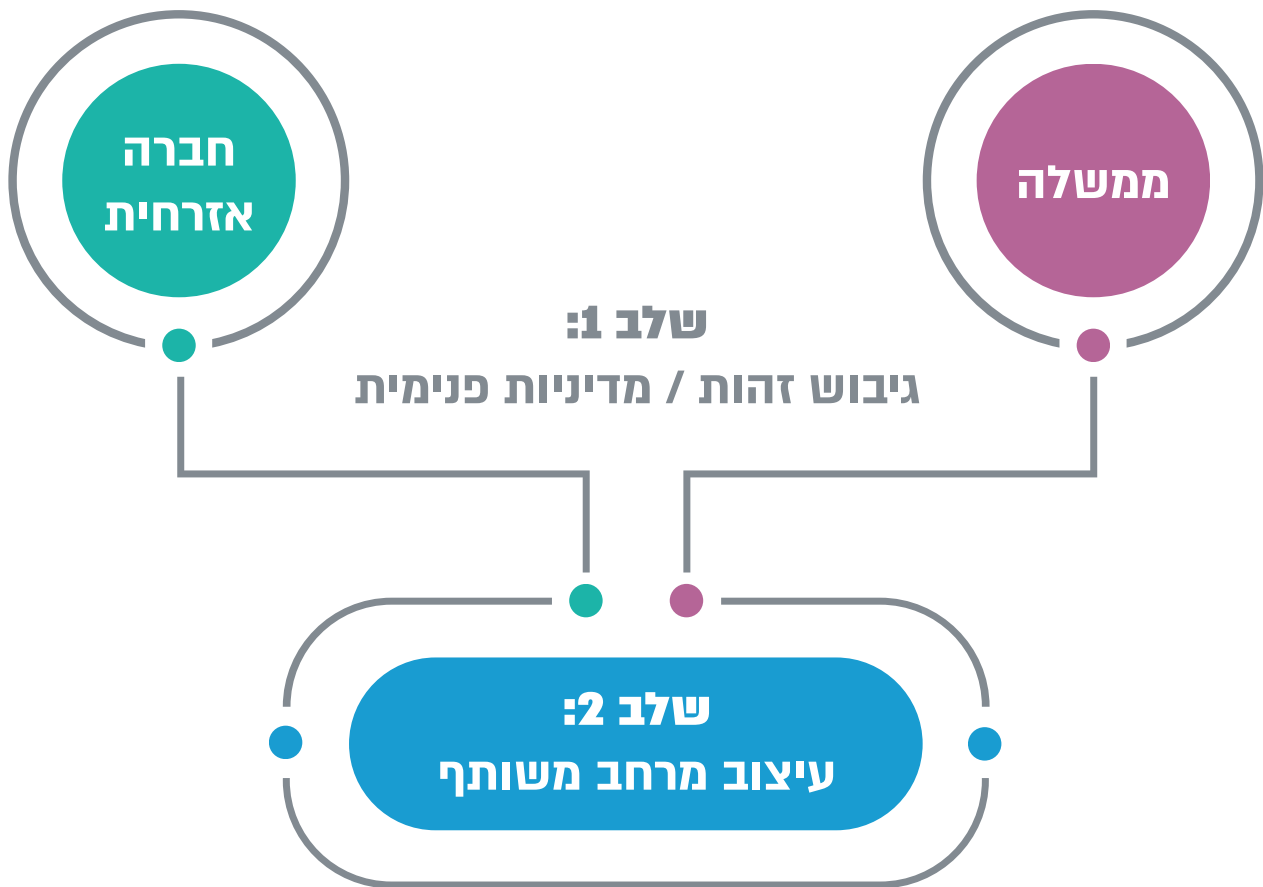 ממשלה
חברה
אזרחית
שלב 1:
גיבוש זהות / מדיניות פנימית
שלב 2:
עיצוב מרחב משותף